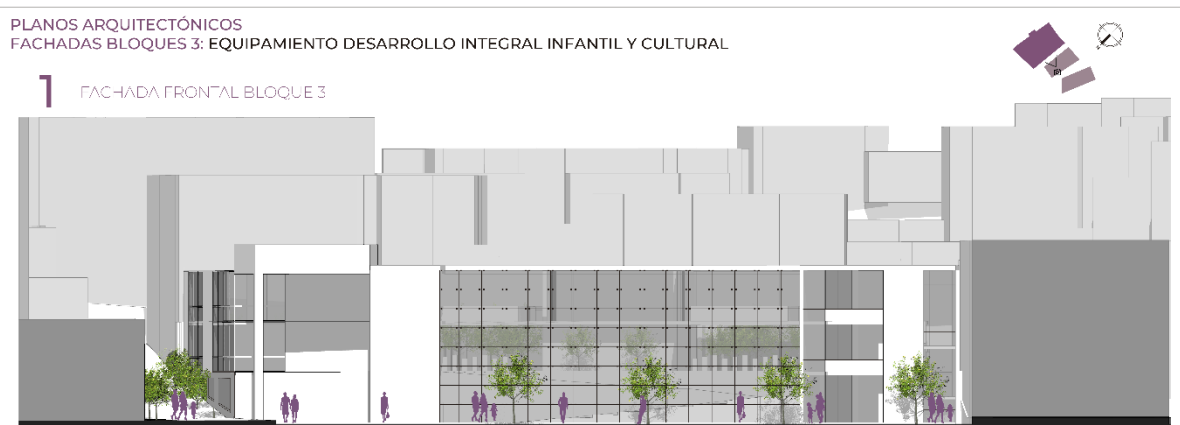 PLANOS ARQUITECTÓNICOS
FACHADAS BLOQUES 3: EQUIPAMIENTO DESARROLLO INTEGRAL INFANTIL Y CULTURAL
1 FACHADA FRONTAL BLOQUE 3